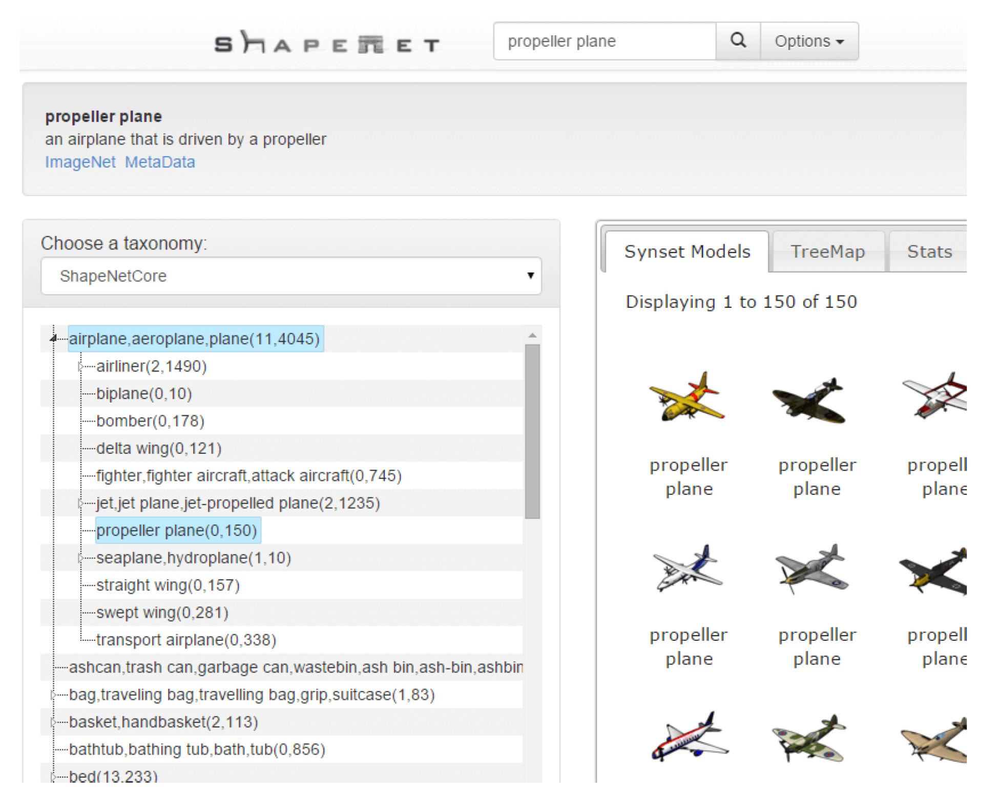 SHAPENET
propeller plane
Options
propeller plane
an airplane that is driven by a propeller
ImageNet MetaData
Choose a taxonomy:
ShapeNetCore
airplane,aeroplane,plane(11,4045)
airliner(2,1490)
biplane(0,10)
bomber(0,178)
delta wing(0,121)
fighter,fighter aircraft,attack aircraft(0,745)
jet,jet plane,jet-propelled plane(2,1235)
propeller plane(0,150)
seaplane,hydroplane(1,10)
straight wing(0,157)
swept wing(0,281)
transport airplane(0,338)
ashcan,trash can,garbage can,wastebin,ash bin,ash-bin,ashbin
bag,traveling bag,travelling bag,grip,suitcase(1,83)
basket,handbasket(2,113)
bathtub,bathing tub,bath,tub(0,856)
bed(13,233)
Synset Models TreeMap Stats
Displaying 1 to 150 of 150
propeller propeller propell
plane plane plane
propeller propeller propell
plane plane plane